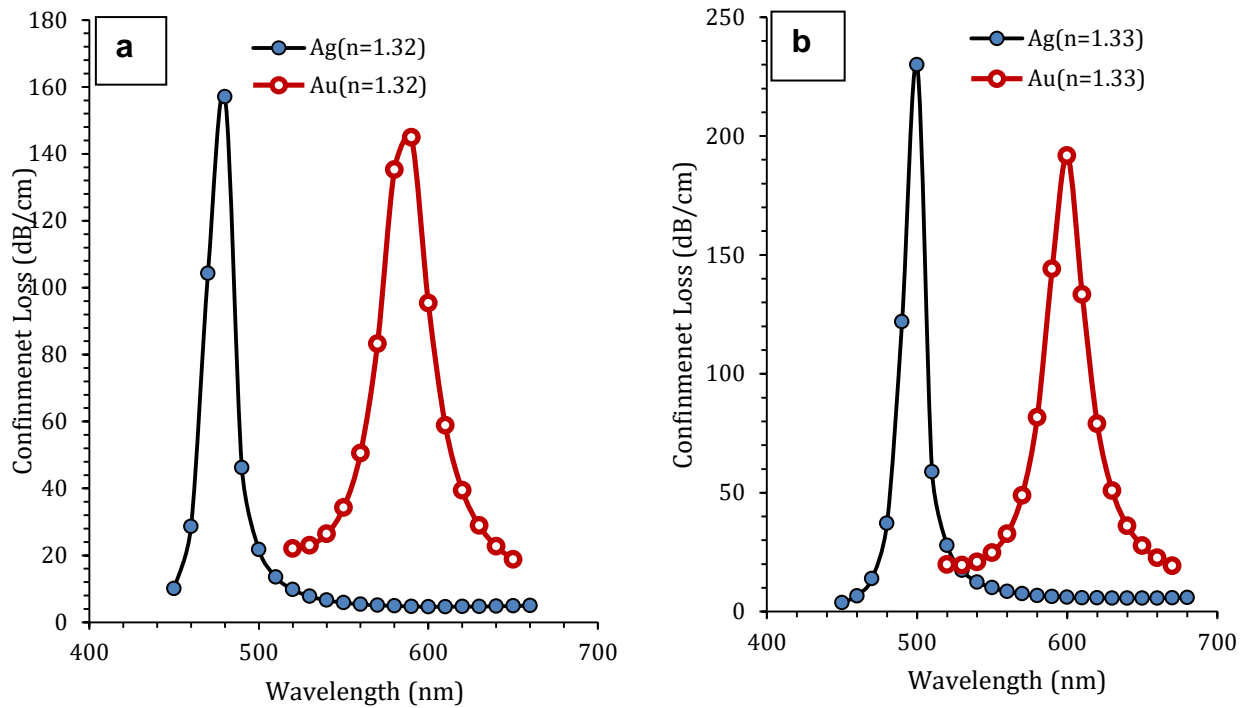 a
Ag(n=1.32)
Au(n=1.32)
180
160
140
120
100
80
60
40
20
0
Confinmenet Loss (dB/cm)
400 500 600 700
Wavelength (nm)
b
Ag(n=1.33)
Au(n=1.33)
250
200
150
100
50
0
Confinmenet Loss (dB/cm)
400 500 600 700
Wavelength (nm)